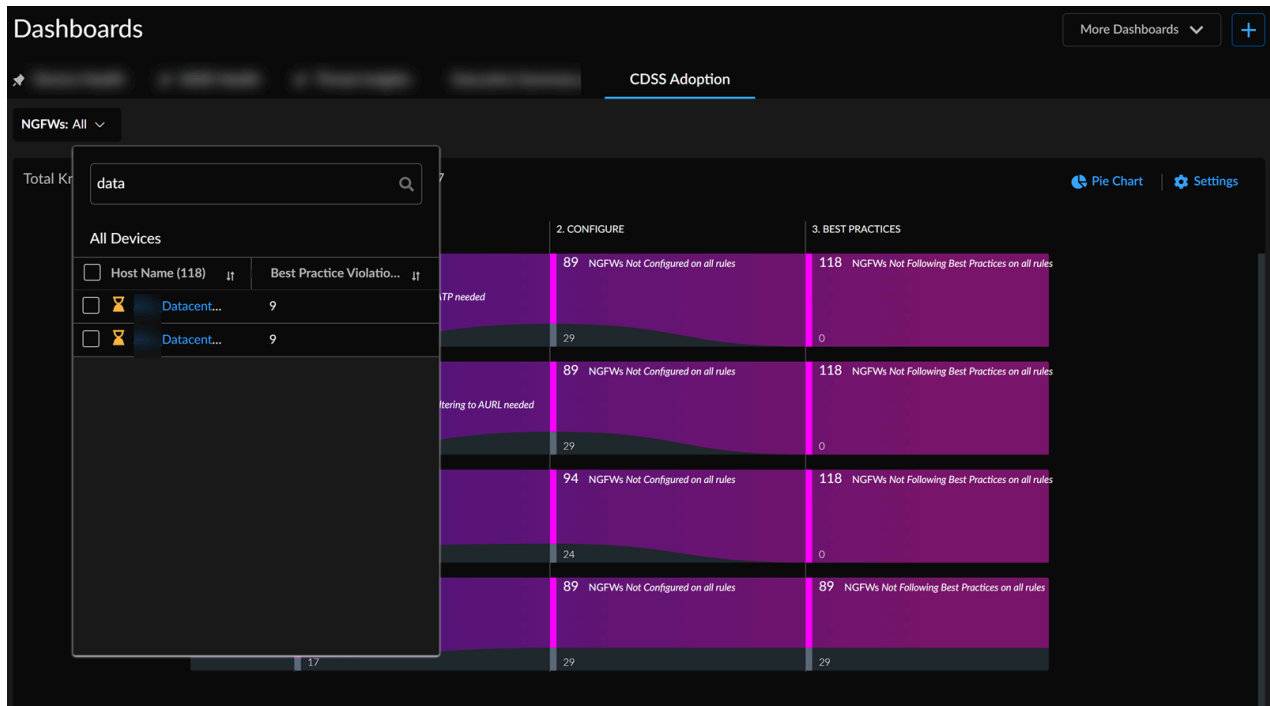 Dashboards
More Dashboards
CDSS Adoption
NGFWs: All
Total Kr
7
Pie Chart
Settings
data
All Devices
Host Name (118)
Best Practice Violatio...
Datacent...
9
Datacent...
9
2. CONFIGURE
3. BEST PRACTICES
89 NGFWs Not Configured on all rules
118 NGFWs Not Following Best Practices on all rules
TP needed
29
0
89 NGFWs Not Configured on all rules
118 NGFWs Not Following Best Practices on all rules
ltering to AURL needed
29
0
94 NGFWs Not Configured on all rules
118 NGFWs Not Following Best Practices on all rules
24
0
89 NGFWs Not Configured on all rules
89 NGFWs Not Following Best Practices on all rules
17
29
29